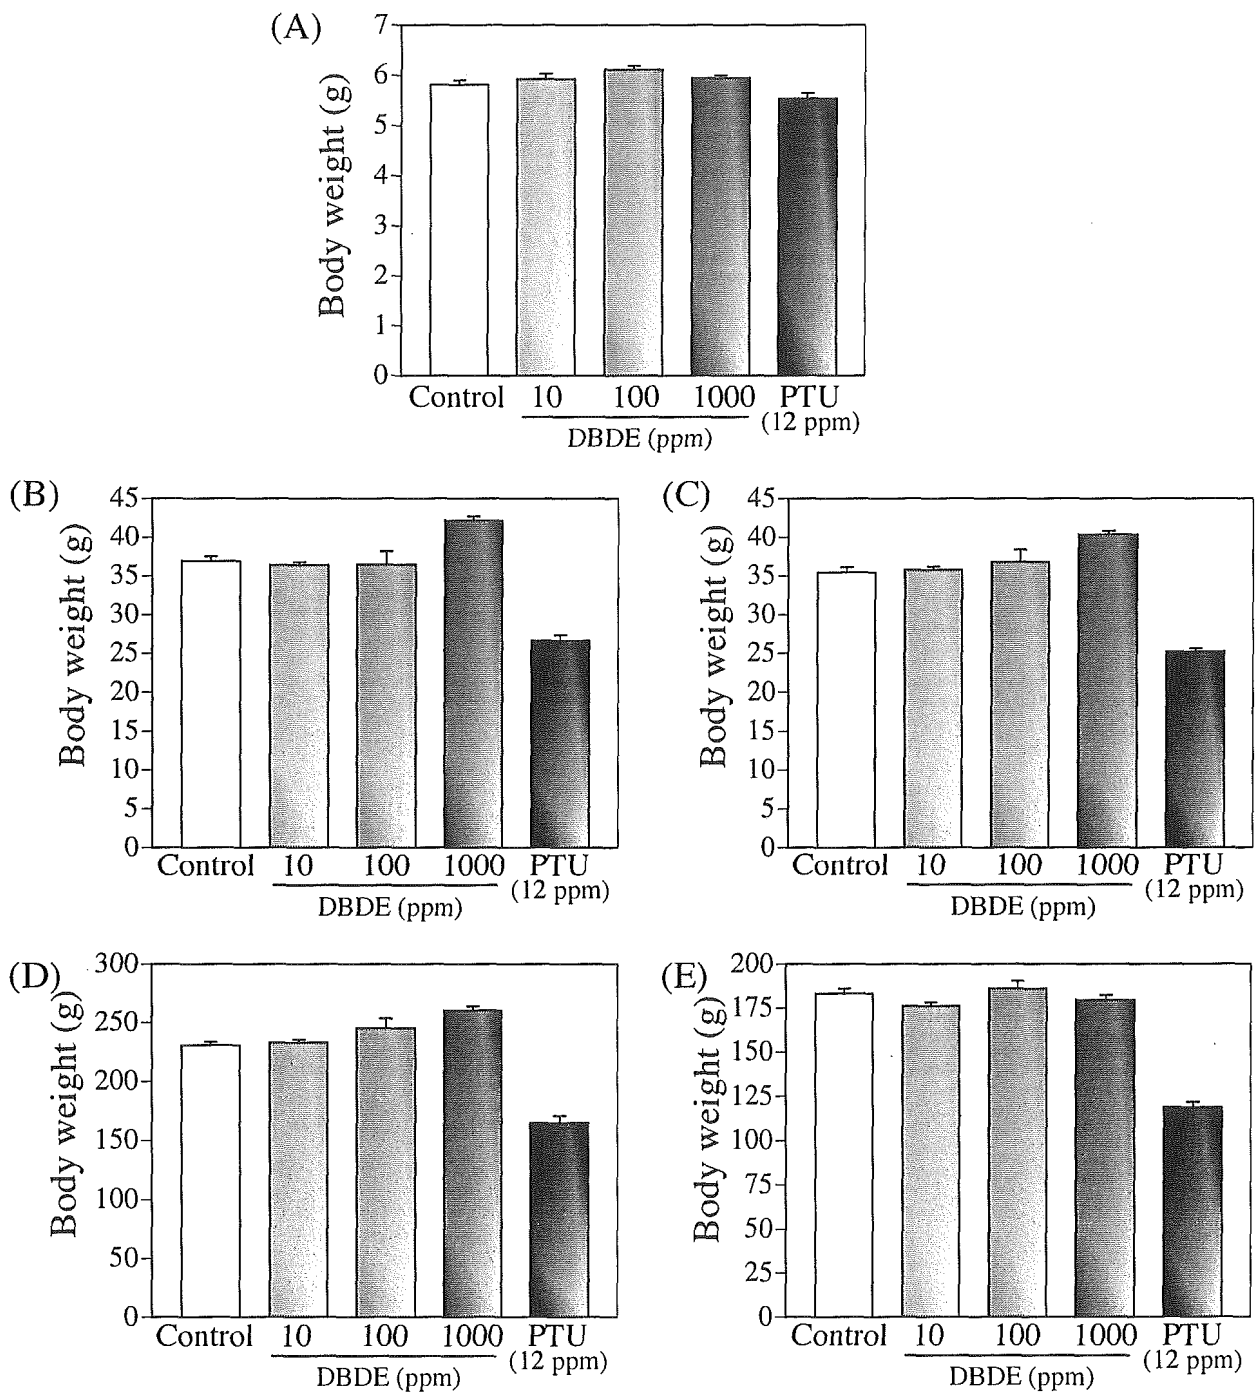 (A)
Body weight (g)
7
6
5
4
3
2
1
0
Control 10 100 1000 PTU
(12 ppm)
DBDE (ppm)
(B)
Body weight (g)
45
40
35
30
25
20
15
10
5
0
Control 10 100 1000 PTU
(12 ppm)
DBDE (ppm)
(C)
Body weight (g)
45
40
35
30
25
20
15
10
5
0
Control 10 100 1000 PTU
(12 ppm)
DBDE (ppm)
(D)
Body weight (g)
300
250
200
150
100
50
0
Control 10 100 1000 PTU
(12 ppm)
DBDE (ppm)
(E)
Body weight (g)
200
175
150
125
100
75
50
25
0
Control 10 100 1000 PTU
(12 ppm)
DBDE (ppm)